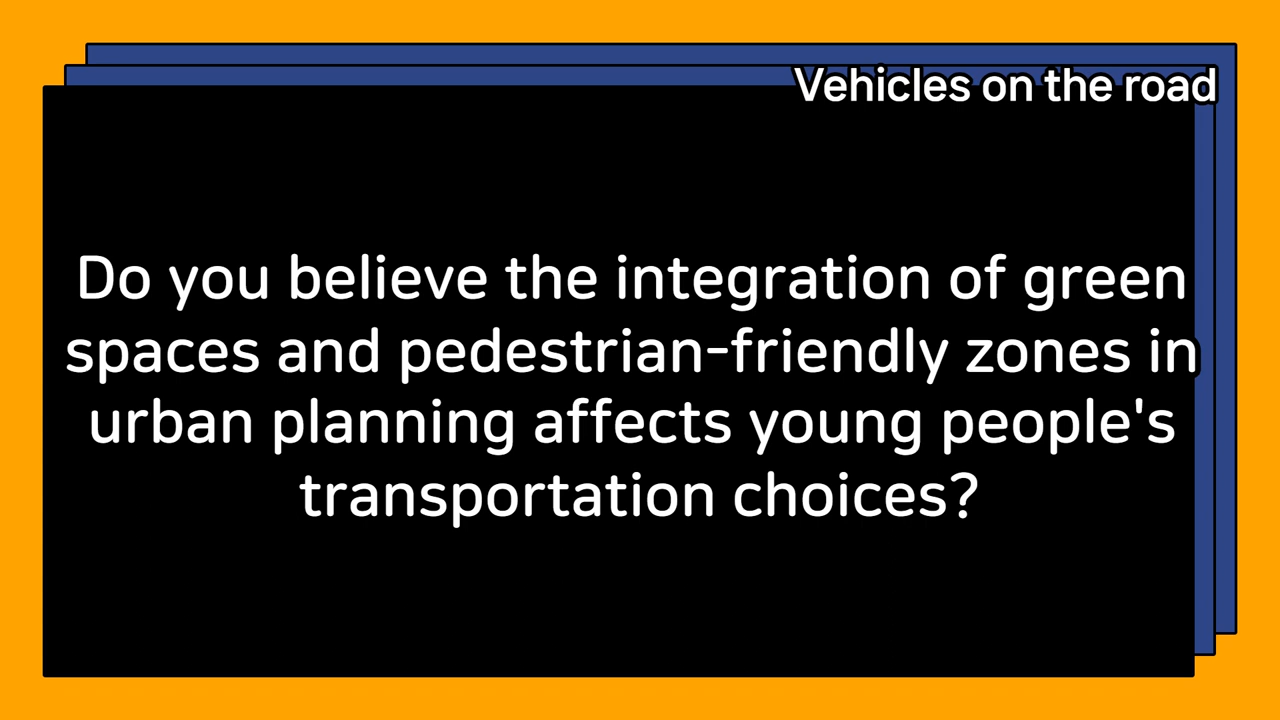 Vehicles on the road
Do you believe the integration of green
spaces and pedestrian-friendly zones in
urban planning affects young people's
transportation choices?